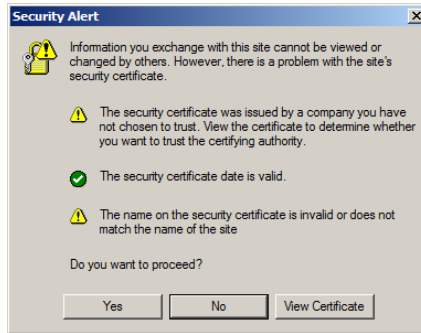 Security Alert
Information you exchange with this site cannot be viewed or
changed by others. However, there is a problem with the site's
security certificate.
The security certificate was issued by a company you have
not chosen to trust. View the certificate to determine whether
you want to trust the certifying authority.
The security certificate date is valid.
The name on the security certificate is invalid or does not
match the name of the site
Do you want to proceed?
Yes
No
View Certificate